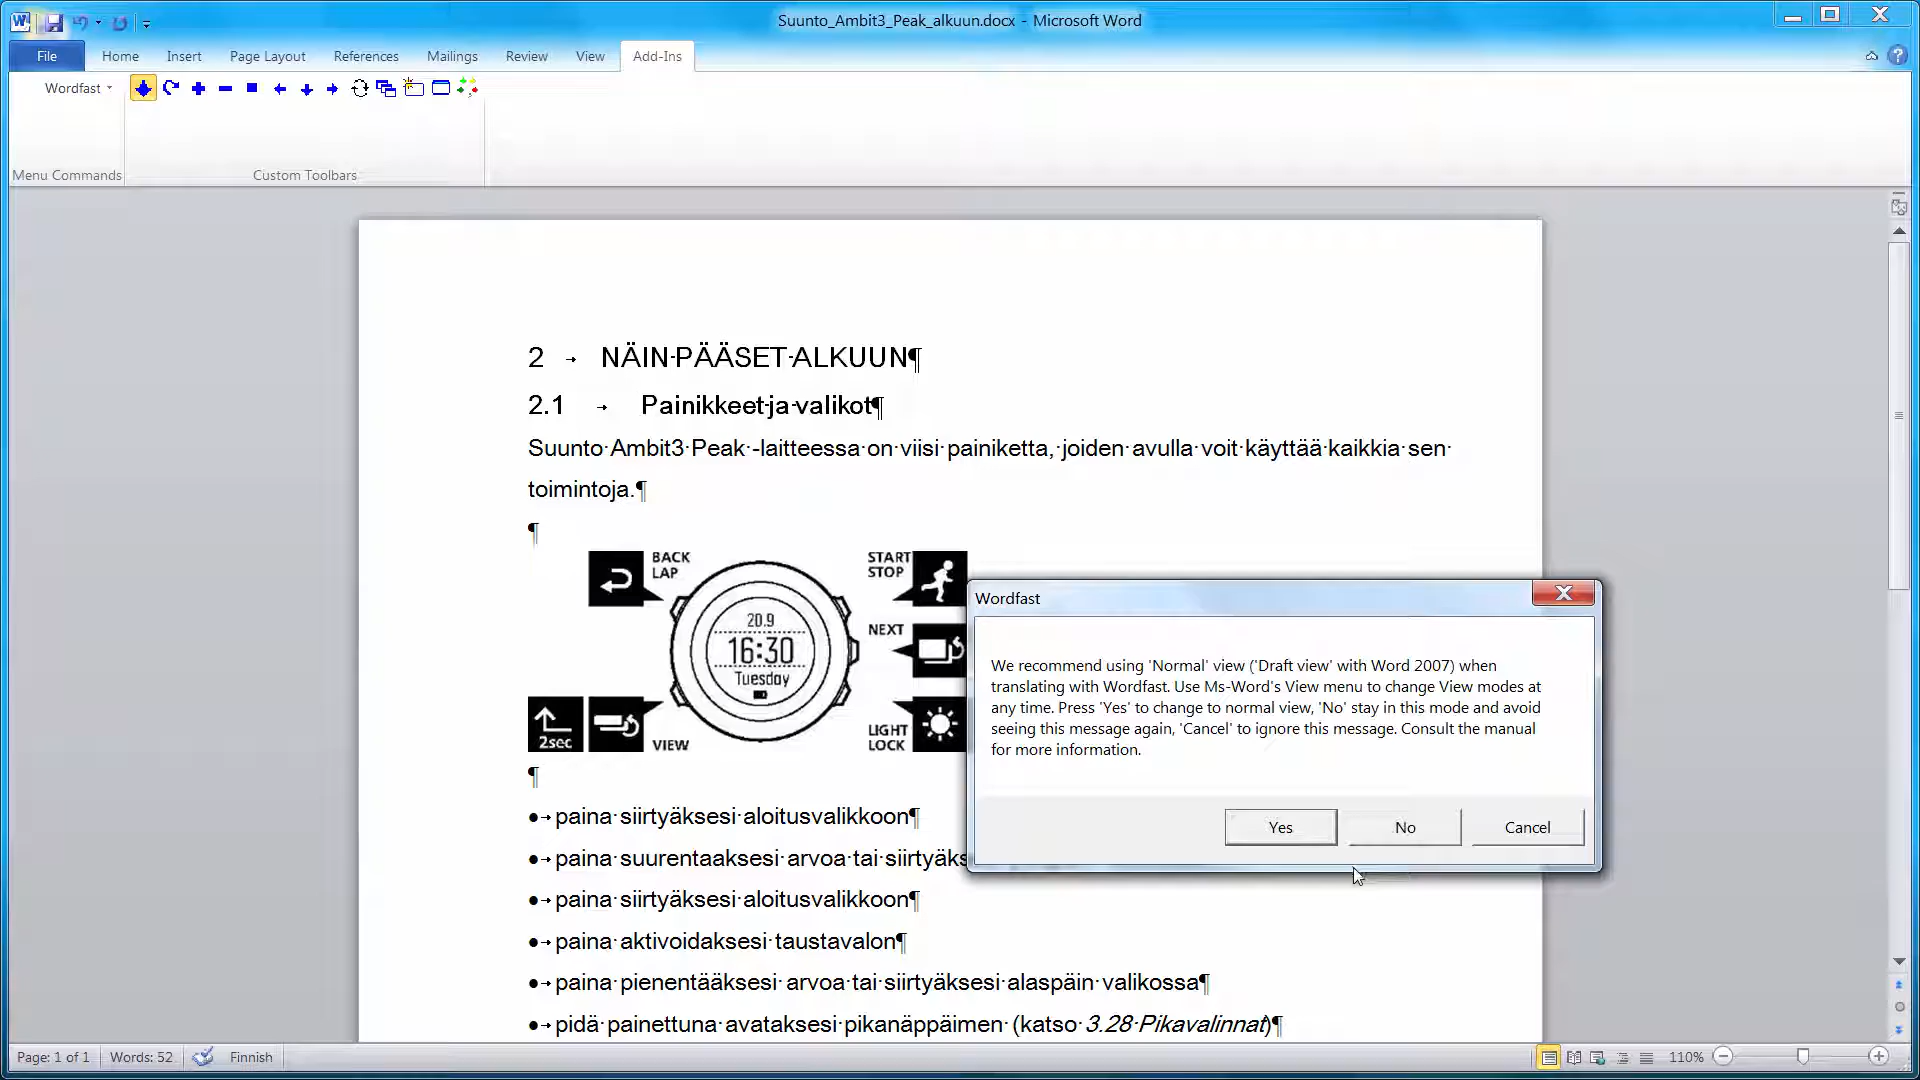 Suunto_Ambit3_Peak_alkuun.docx - Microsoft Word
File Home Insert Page Layout References Mailings Review View Add-Ins
Wordfast
Menu Commands Custom Toolbars
2 → NÄIN·PÄÄSET·ALKUUN¶
2.1 → Painikkeet·ja·valikot¶
Suunto·Ambit3·Peak·-laitteessa·on·viisi·painiketta,·joiden·avulla·voit·käyttää·kaikkia·sen·
toimintoja.¶
¶
BACK
LAP
START
STOP
20.9
NEXT
16:30
Tuesday
2sec
VIEW
LIGHT
LOCK
¶
●→paina·siirtyäksesi·aloitusvalikkoon¶
●→paina·suurentaaksesi·arvoa·tai·siirtyäks
●→paina·siirtyäksesi·aloitusvalikkoon¶
●→paina·aktivoidaksesi·taustavalon¶
●→paina·pienentääksesi·arvoa·tai·siirtyäksesi·alaspäin·valikossa¶
●→pidä·painettuna·avataksesi·pikanäppäimen·(katso·3.28·Pikavalinnat)¶
Wordfast
We recommend using 'Normal' view ('Draft view' with Word 2007) when
translating with Wordfast. Use Ms-Word's View menu to change View modes at
any time. Press 'Yes' to change to normal view, 'No' stay in this mode and avoid
seeing this message again, 'Cancel' to ignore this message. Consult the manual
for more information.
Yes No Cancel
Page: 1 of 1 Words: 52 Finnish 110%